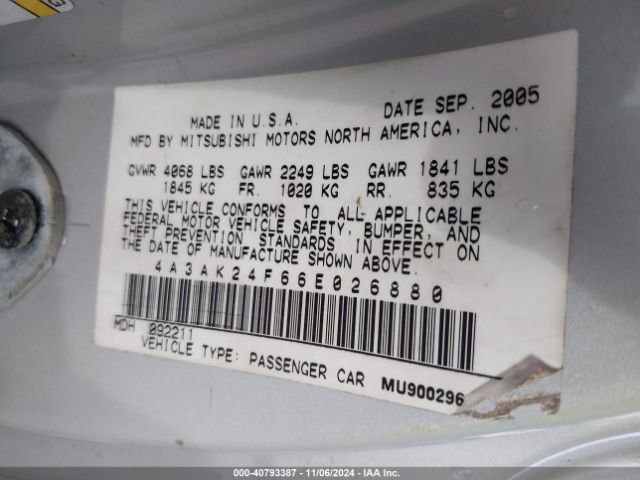 MADE IN U.S.A. DATE SEP. 2005
MFD BY MITSUBISHI MOTORS NORTH AMERICA, INC.
GVWR 4068 LBS GAWR 2249 LBS GAWR 1841 LBS
1845 KG FR. 1020 KG RR. 835 KG
THIS VEHICLE CONFORMS TO ALL APPLICABLE
FEDERAL MOTOR VEHICLE SAFETY, BUMPER, AND
THEFT PREVENTION STANDARDS IN EFFECT ON
THE DATE OF MANUFACTURE SHOWN ABOVE.
4A3AK24F66E026880
MDH 092211
VEHICLE TYPE: PASSENGER CAR MU900296
000-40793387 - 11/06/2024 - IAA Inc.